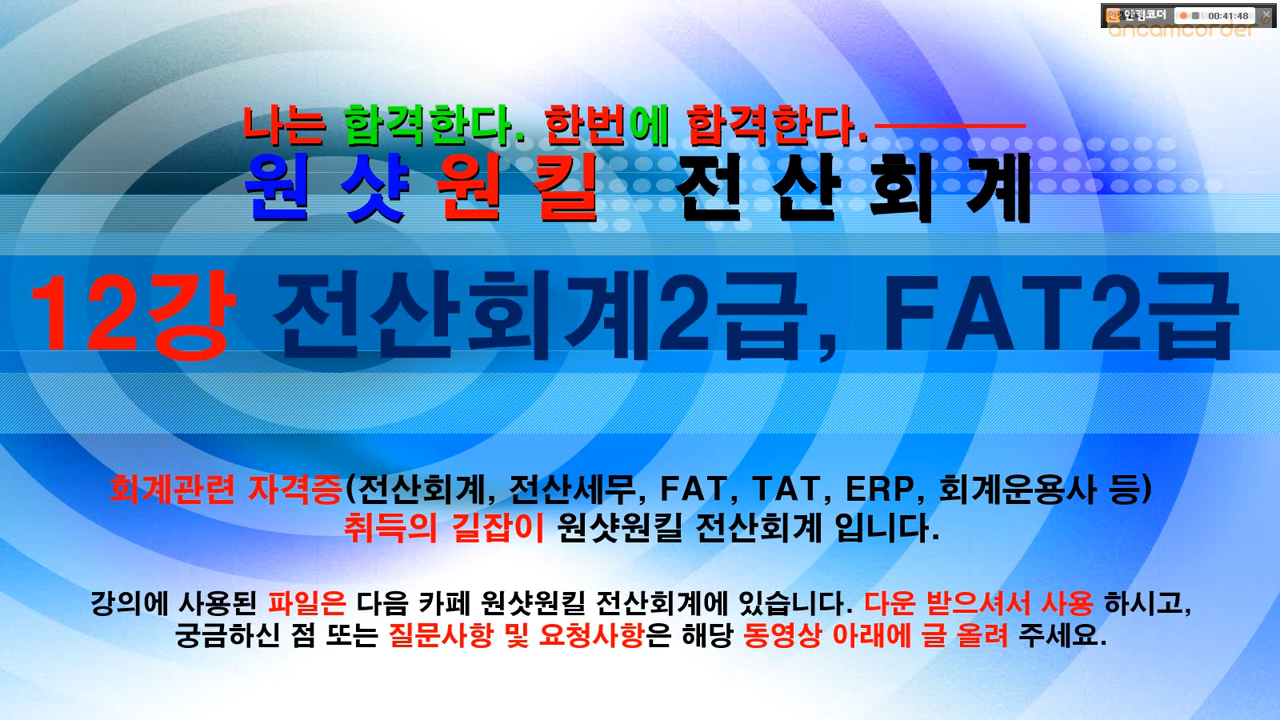 안캠코더 00:41:48
ancamcorder
나는 합격한다. 한번에 합격한다.
원 샷 원 킬 전 산 회 계
12강 전산회계2급, FAT2급
회계관련 자격증(전산회계, 전산세무, FAT, TAT, ERP, 회계운용사 등)
취득의 길잡이 원샷원킬 전산회계 입니다.
강의에 사용된 파일은 다음 카페 원샷원킬 전산회계에 있습니다. 다운 받으셔서 사용 하시고,
궁금하신 점 또는 질문사항 및 요청사항은 해당 동영상 아래에 글 올려 주세요.